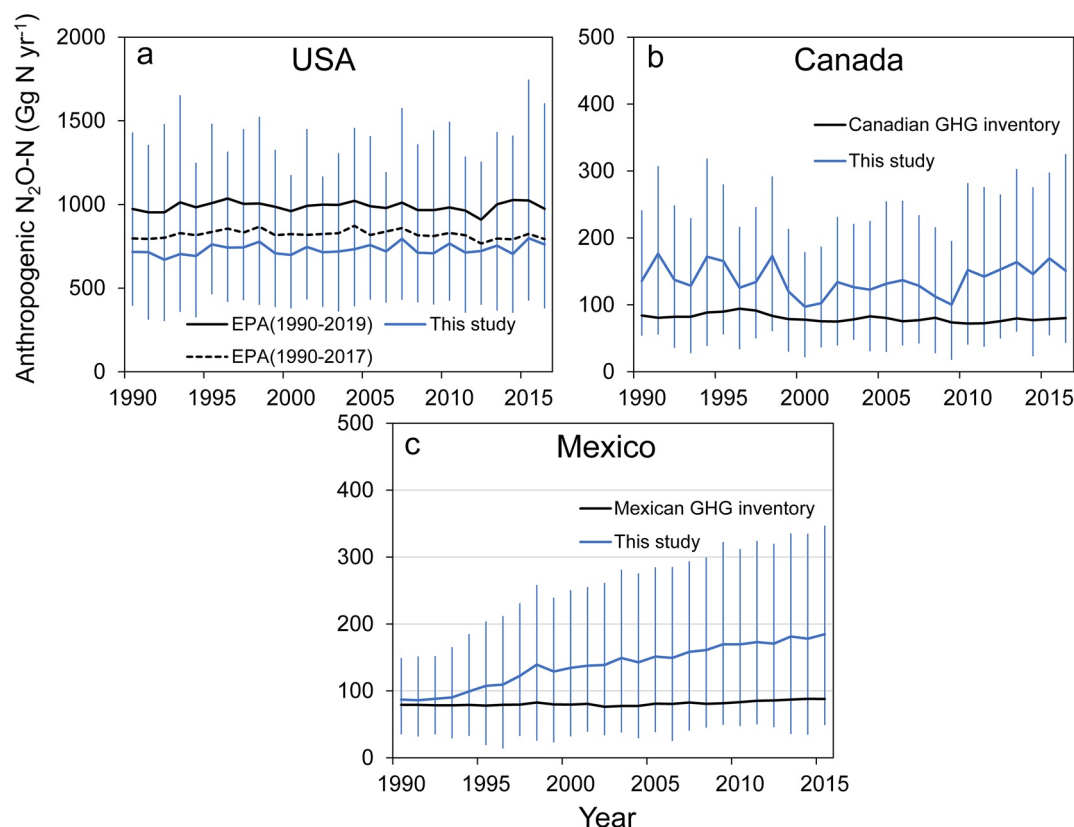 Anthropogenic N₂O-N (Gg N yr⁻¹)
a
USA
2000
1500
1000
500
0
EPA(1990-2019)
This study
EPA(1990-2017)
1990
1995
2000
2005
2010
2015
b
Canada
500
400
300
200
100
0
Canadian GHG inventory
This study
1990
1995
2000
2005
2010
2015
c
Mexico
500
400
300
200
100
0
Mexican GHG inventory
This study
1990
1995
2000
2005
2010
2015
Year